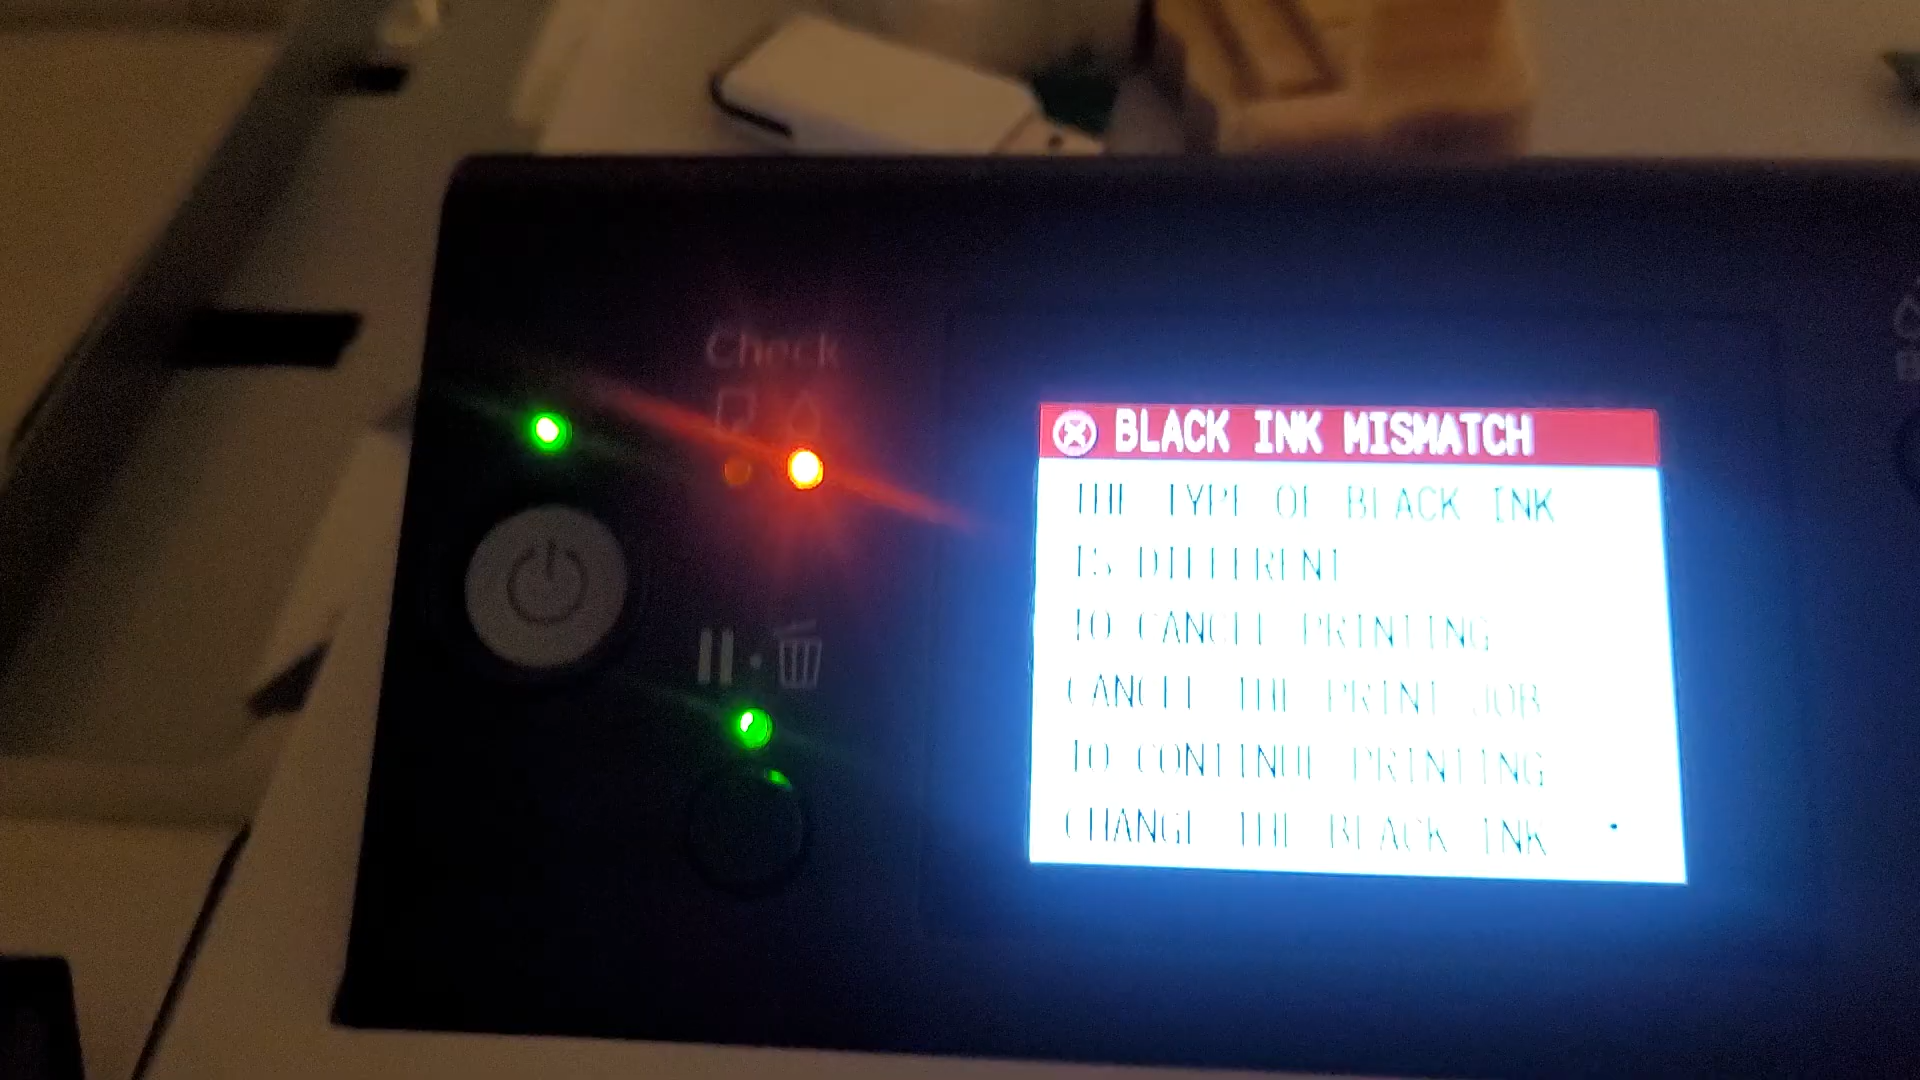 Check
BLACK INK MISMATCH
THE TYPE OF BLACK INK
IS DIFFERENT
TO CANCEL PRINTING
CANCEL THE PRINT JOB
TO CONTINUE PRINTING
CHANGE THE BLACK INK